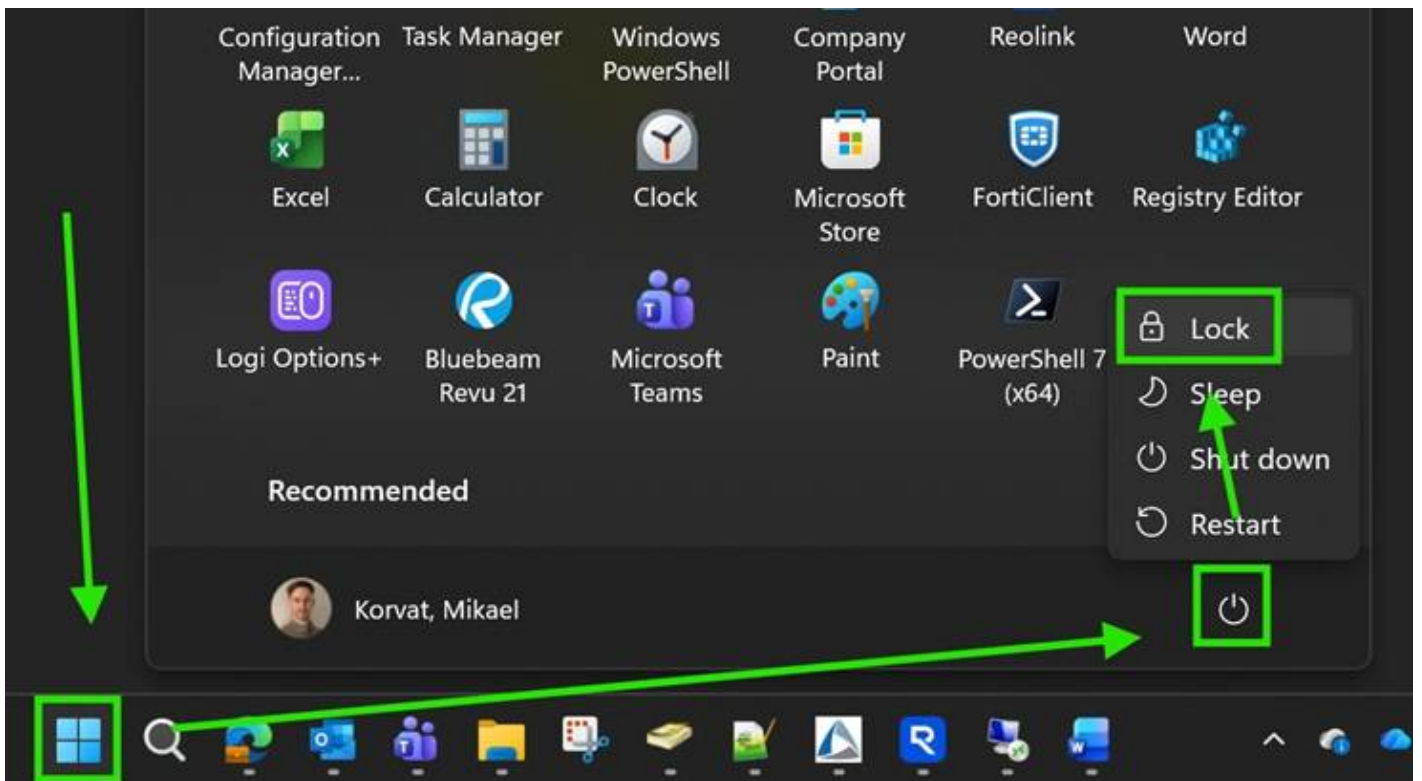 Configuration Task Manager Windows Company Reolink Word
Manager... PowerShell Portal
Excel Calculator Clock Microsoft FortiClient Registry Editor
Store
Logi Options+ Bluebeam Microsoft Paint PowerShell 7
Revu 21 Teams (x64)
Lock
Sleep
Shut down
Restart
Recommended
Korvat, Mikael